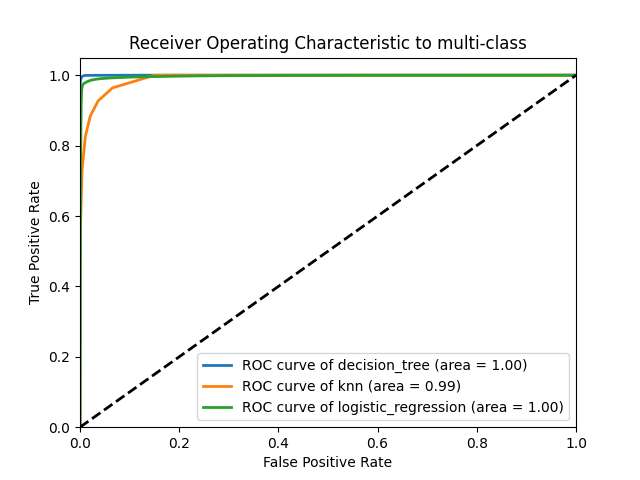 Receiver Operating Characteristic to multi-class
1.0
0.8
0.6
0.4
0.2
0.0
True Positive Rate
ROC curve of decision_tree (area = 1.00)
ROC curve of knn (area = 0.99)
ROC curve of logistic_regression (area = 1.00)
0.0 0.2 0.4 0.6 0.8 1.0
False Positive Rate